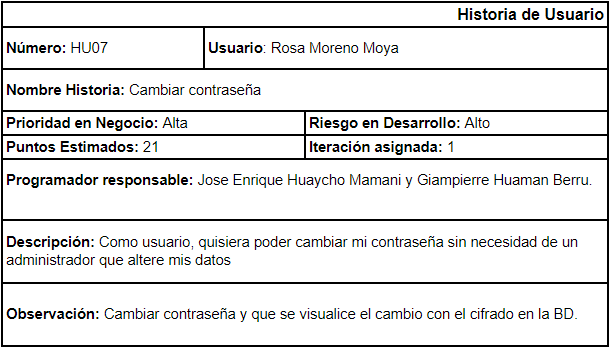 Historia de Usuario
Número: HU07 Usuario: Rosa Moreno Moya
Nombre Historia: Cambiar contraseña
Prioridad en Negocio: Alta Riesgo en Desarrollo: Alto
Puntos Estimados: 21 Iteración asignada: 1
Programador responsable: Jose Enrique Huaycho Mamani y Giampierre Huaman Berru.
Descripción: Como usuario, quisiera poder cambiar mi contraseña sin necesidad de un
administrador que altere mis datos
Observación: Cambiar contraseña y que se visualice el cambio con el cifrado en la BD.